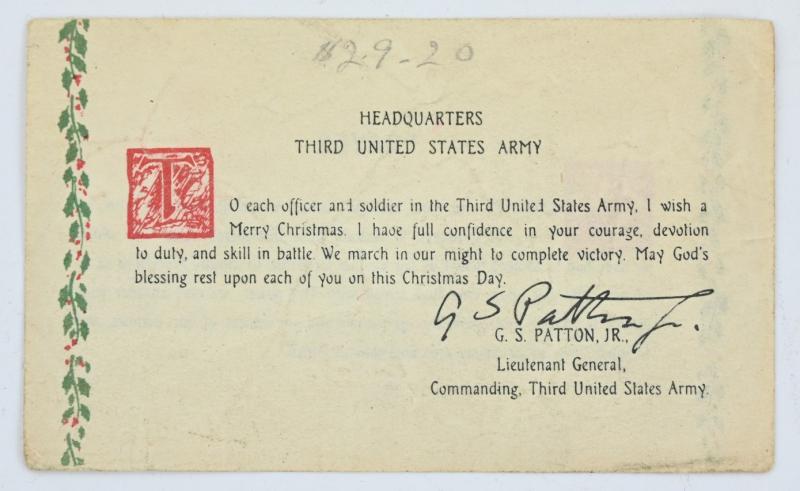 $29-20
HEADQUARTERS
THIRD UNITED STATES ARMY
TO each officer and soldier in the Third United States Army, I wish a
Merry Christmas. I have full confidence in your courage, devotion
to duty, and skill in battle. We march in our might to complete victory. May God's
blessing rest upon each of you on this Christmas Day.
G S Patton Jr.
G. S. PATTON, JR.,
Lieutenant General,
Commanding, Third United States Army.